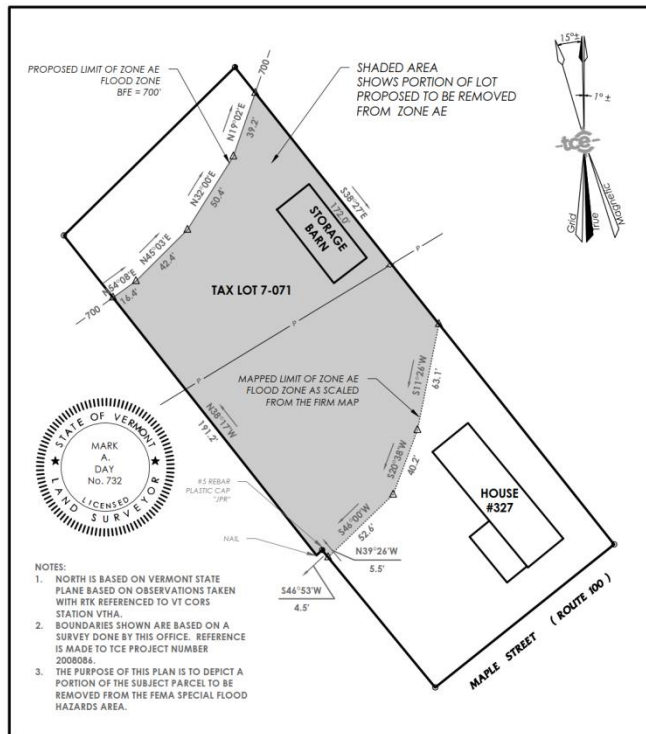 PROPOSED LIMIT OF ZONE AE
FLOOD ZONE
BFE = 700'
700
SHADED AREA
SHOWS PORTION OF LOT
PROPOSED TO BE REMOVED
FROM ZONE AE
15°±
1° ±
tce
Grid
True
Magnetic
N19°02'E
39.2'
N32°00'E
50.4'
N45°03'E
42.4'
N54°08'E
16.4'
700
S38°27'E
172.0'
STORAGE
BARN
TAX LOT 7-071
P
P
P
MAPPED LIMIT OF ZONE AE
FLOOD ZONE AS SCALED
FROM THE FIRM MAP
S11°26'W
63.1'
S20°38'W
40.2'
S46°00'W
52.6'
N38°17'W
191.2'
#5 REBAR
PLASTIC CAP
"JPR"
NAIL
N39°26'W
5.5'
S46°53'W
4.5'
HOUSE
#327
MAPLE STREET ( ROUTE 100 )
STATE OF VERMONT
MARK
A.
DAY
No. 732
LICENSED
LAND SURVEYOR
NOTES:
1. NORTH IS BASED ON VERMONT STATE
PLANE BASED ON OBSERVATIONS TAKEN
WITH RTK REFERENCED TO VT CORS
STATION VTHA.
2. BOUNDARIES SHOWN ARE BASED ON A
SURVEY DONE BY THIS OFFICE. REFERENCE
IS MADE TO TCE PROJECT NUMBER
2008086.
3. THE PURPOSE OF THIS PLAN IS TO DEPICT A
PORTION OF THE SUBJECT PARCEL TO BE
REMOVED FROM THE FEMA SPECIAL FLOOD
HAZARDS AREA.